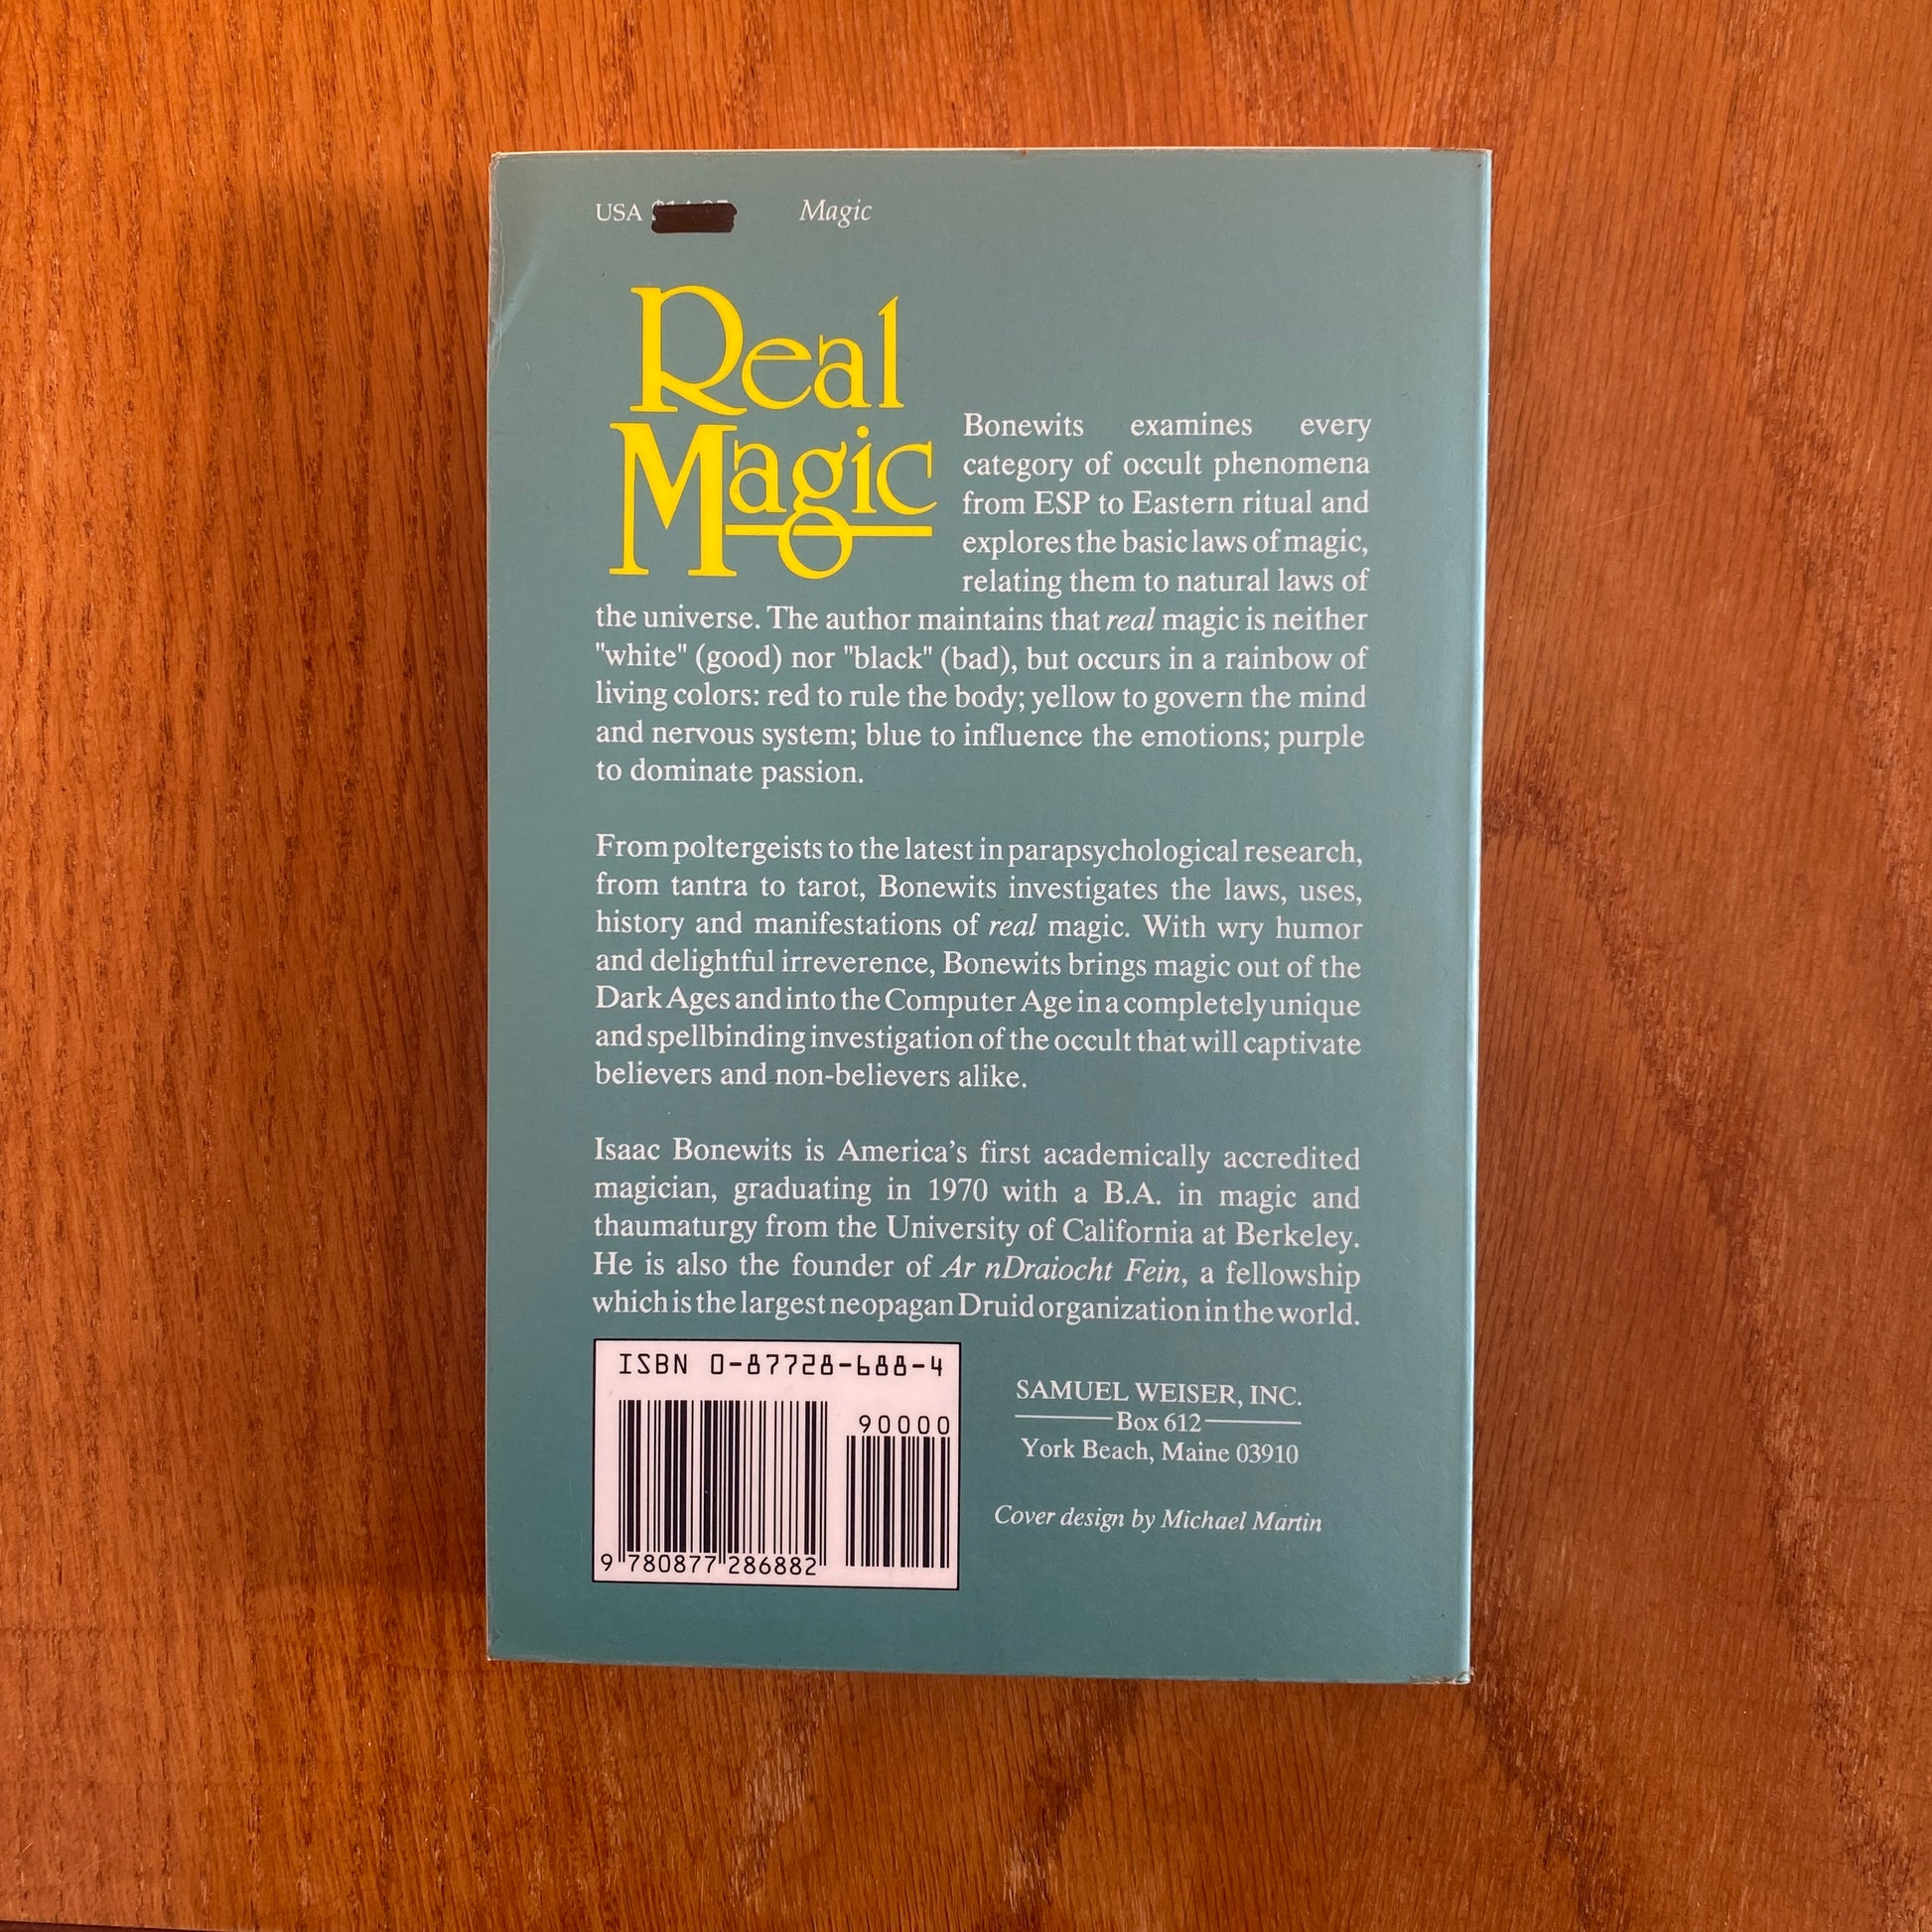 USA Magic
Real
Magic
Bonewits examines every
category of occult phenomena
from ESP to Eastern ritual and
explores the basic laws of magic,
relating them to natural laws of
the universe. The author maintains that real magic is neither
"white" (good) nor "black" (bad), but occurs in a rainbow of
living colors: red to rule the body; yellow to govern the mind
and nervous system; blue to influence the emotions; purple
to dominate passion.
From poltergeists to the latest in parapsychological research,
from tantra to tarot, Bonewits investigates the laws, uses,
history and manifestations of real magic. With wry humor
and delightful irreverence, Bonewits brings magic out of the
Dark Ages and into the Computer Age in a completely unique
and spellbinding investigation of the occult that will captivate
believers and non-believers alike.
Isaac Bonewits is America's first academically accredited
magician, graduating in 1970 with a B.A. in magic and
thaumaturgy from the University of California at Berkeley.
He is also the founder of Ar nDraiocht Fein, a fellowship
which is the largest neopagan Druid organization in the world.
ISBN 0-87728-688-4
90000
9 780877 286882
SAMUEL WEISER, INC.
Box 612
York Beach, Maine 03910
Cover design by Michael Martin